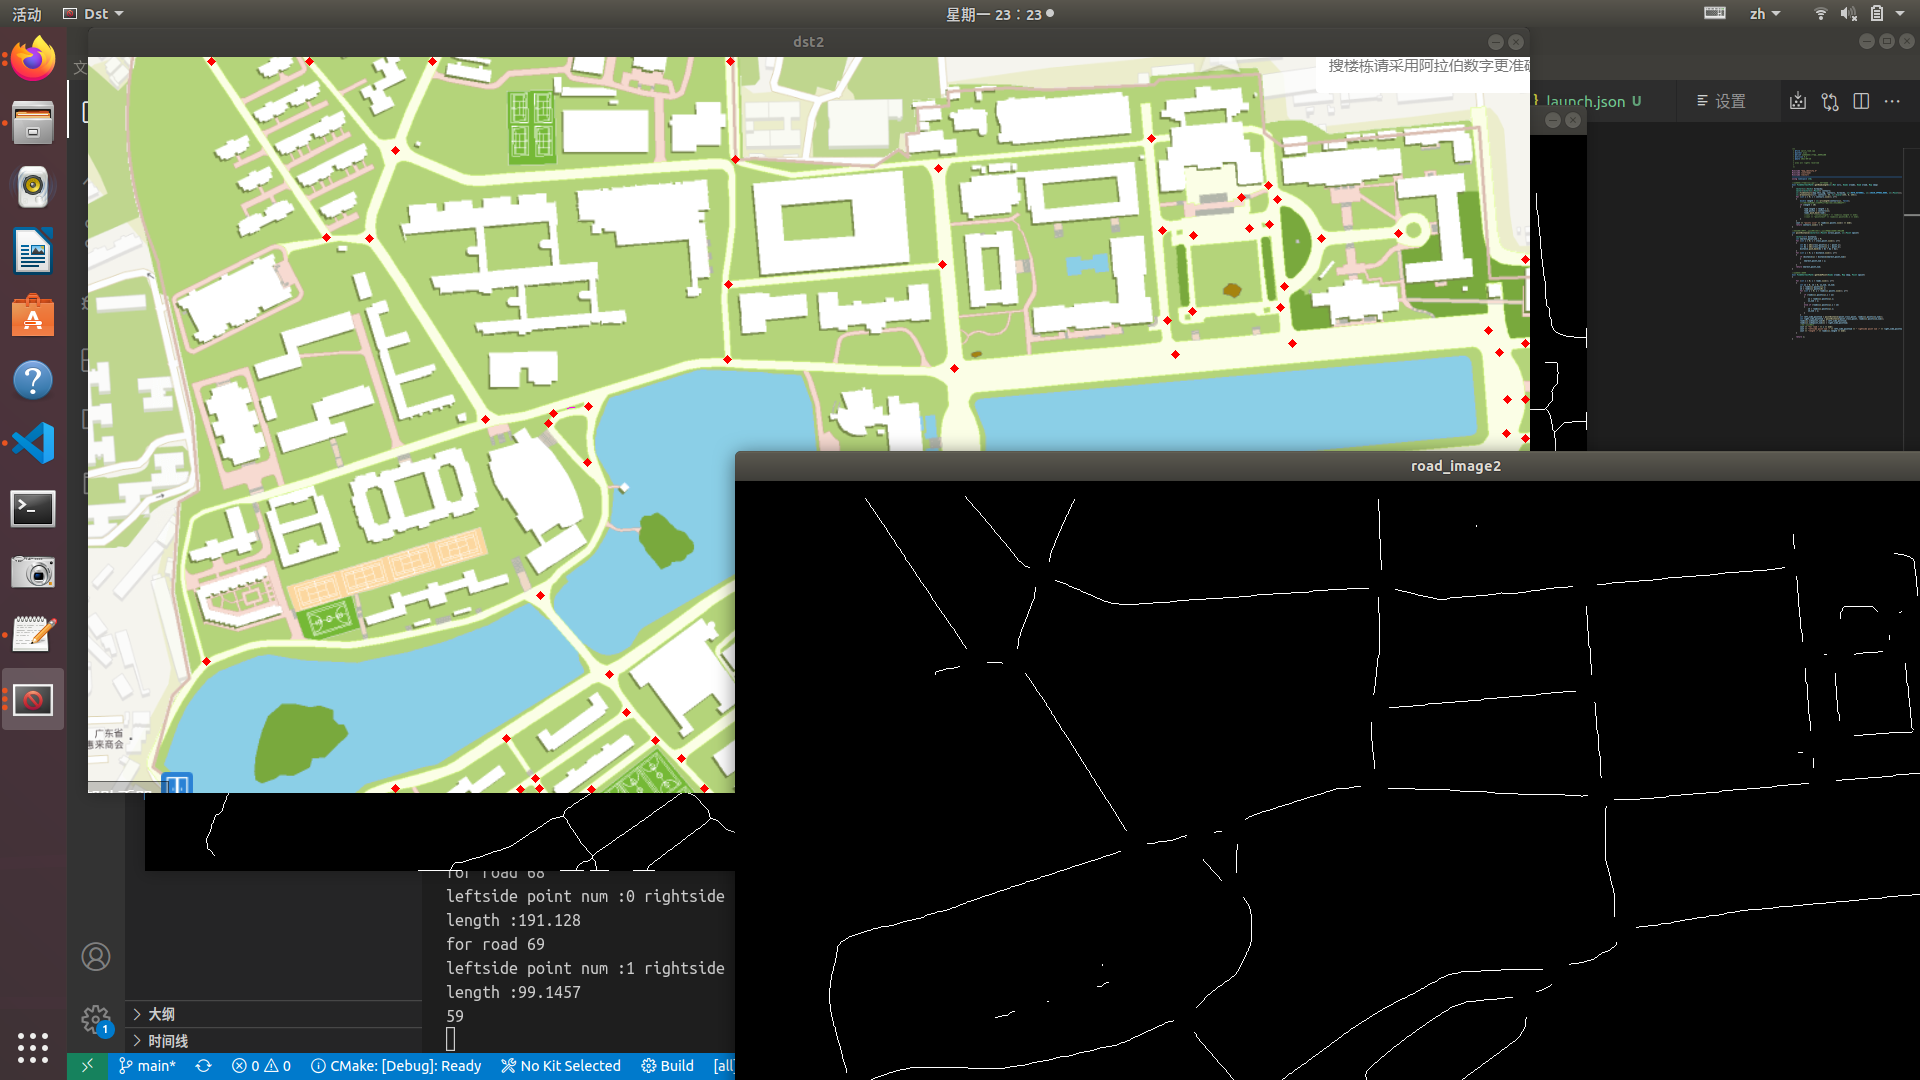 活动
Dst
星期一 23：23
zh
dst2
搜楼栋请采用阿拉伯数字更准
launch.json U
设置
文
road_image2
广东省
惠来商会
for road 68
leftside point num :0 rightside
length :191.128
for road 69
leftside point num :1 rightside
length :99.1457
59
大纲
时间线
1
main*
0
0
CMake: [Debug]: Ready
No Kit Selected
Build
[all]